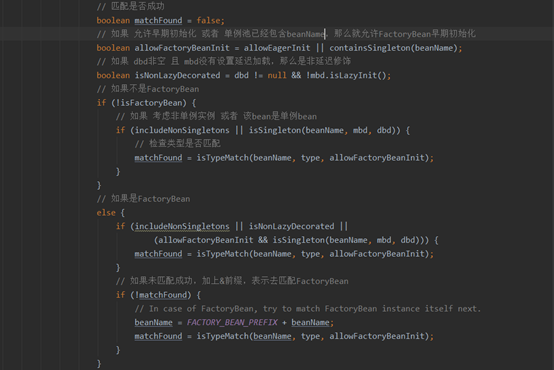 // 匹配是否成功
boolean matchFound = false;
// 如果 允许早期初始化 或者 单例池已经包含beanName，那么就允许FactoryBean早期初始化
boolean allowFactoryBeanInit = allowEagerInit || containsSingleton(beanName);
// 如果 dbd非空 且 mbd没有设置延迟加载，那么是非延迟修饰
boolean isNonLazyDecorated = dbd != null && !mbd.isLazyInit();
// 如果不是FactoryBean
if (!isFactoryBean) {
// 如果 考虑非单例实例 或者 该bean是单例bean
if (includeNonSingletons || isSingleton(beanName, mbd, dbd)) {
// 检查类型是否匹配
matchFound = isTypeMatch(beanName, type, allowFactoryBeanInit);
}
}
// 如果是FactoryBean
else {
if (includeNonSingletons || isNonLazyDecorated ||
(allowFactoryBeanInit && isSingleton(beanName, mbd, dbd))) {
matchFound = isTypeMatch(beanName, type, allowFactoryBeanInit);
}
// 如果未匹配成功，加上&前缀，表示去匹配FactoryBean
if (!matchFound) {
// In case of FactoryBean, try to match FactoryBean instance itself next.
beanName = FACTORY_BEAN_PREFIX + beanName;
matchFound = isTypeMatch(beanName, type, allowFactoryBeanInit);
}
}